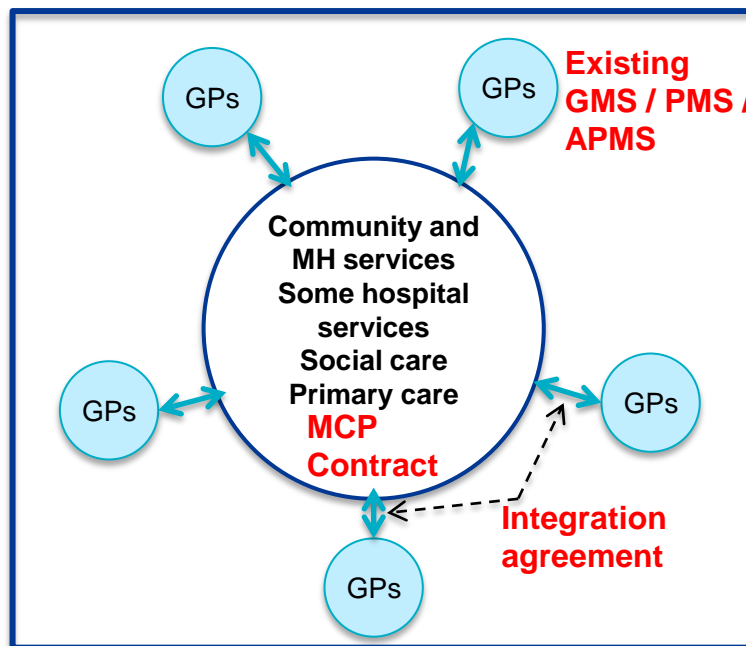 GPs
GPs
Existing
GMS / PMS /
APMS
Community and
MH services
Some hospital
services
Social care
Primary care
MCP
Contract
GPs
GPs
Integration
agreement
GPs